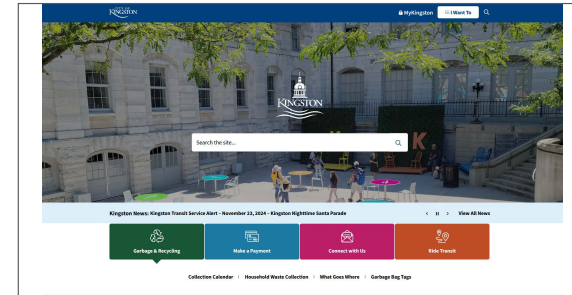 CITY OF
KINGSTON
MyKingston
I Want To
KINGSTON
K
Search the site...
Kingston News: Kingston Transit Service Alert – November 23, 2024 – Kingston Nighttime Santa Parade
View All News
Garbage & Recycling
Make a Payment
Connect with Us
Ride Transit
Collection Calendar | Household Waste Collection | What Goes Where | Garbage Bag Tags